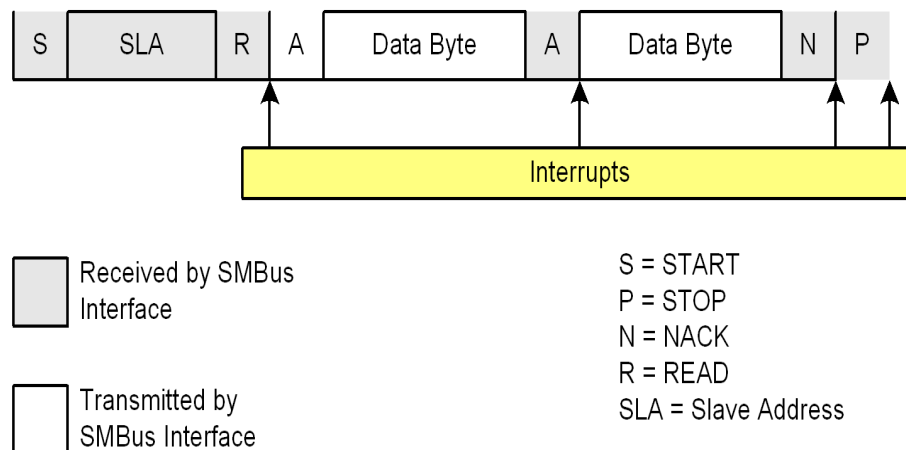 S SLA R A Data Byte A Data Byte N P
Interrupts
Received by SMBus
Interface
Transmitted by
SMBus Interface
S = START
P = STOP
N = NACK
R = READ
SLA = Slave Address